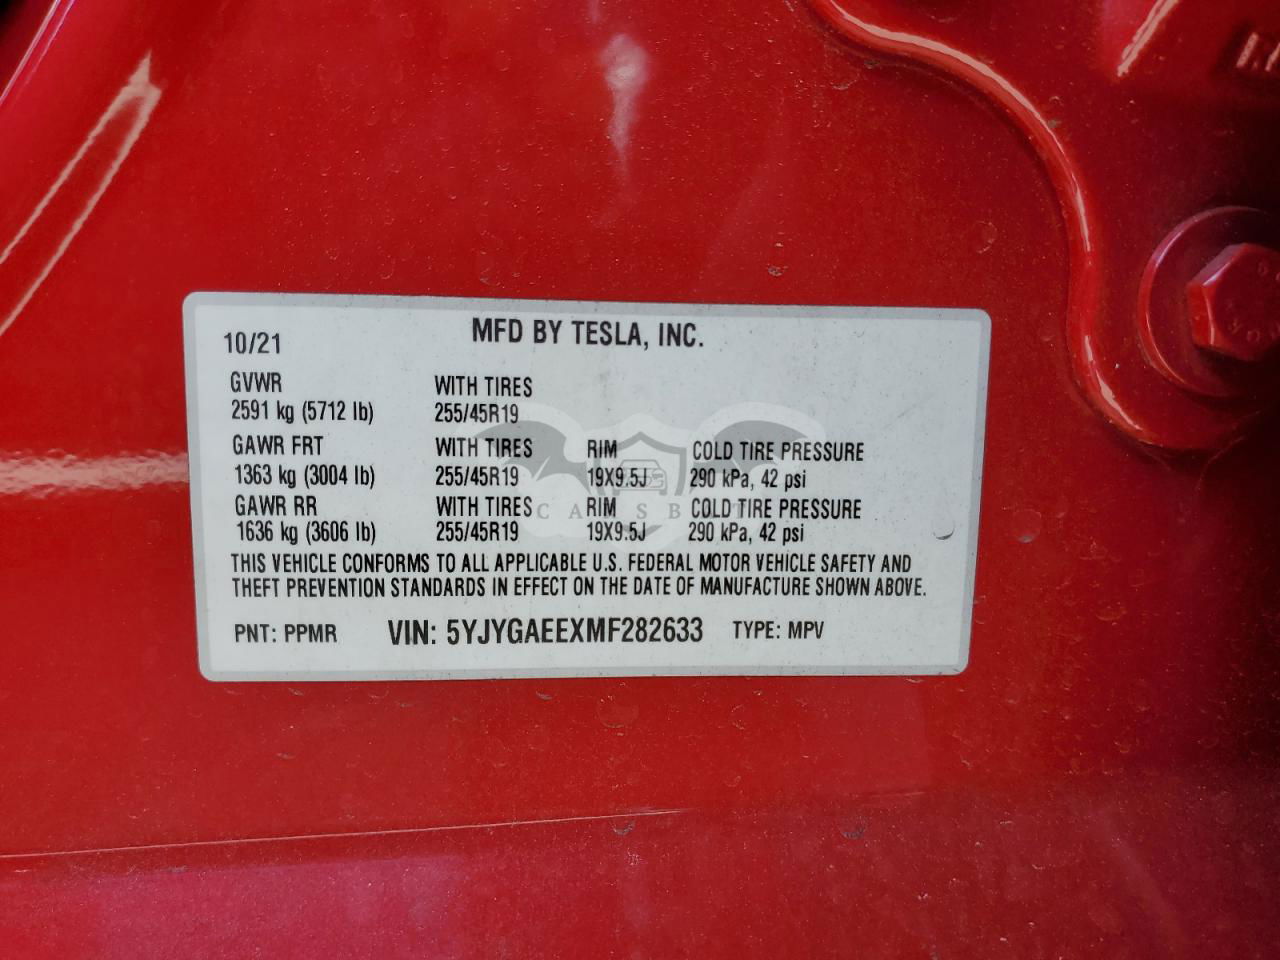 10/21 MFD BY TESLA, INC.
GVWR WITH TIRES
2591 kg (5712 lb) 255/45R19
GAWR FRT WITH TIRES RIM COLD TIRE PRESSURE
1363 kg (3004 lb) 255/45R19 19X9.5J 290 kPa, 42 psi
GAWR RR WITH TIRES RIM COLD TIRE PRESSURE
1636 kg (3606 lb) 255/45R19 19X9.5J 290 kPa, 42 psi
THIS VEHICLE CONFORMS TO ALL APPLICABLE U.S. FEDERAL MOTOR VEHICLE SAFETY AND
THEFT PREVENTION STANDARDS IN EFFECT ON THE DATE OF MANUFACTURE SHOWN ABOVE.
PNT: PPMR VIN: 5YJYGAEEXMF282633 TYPE: MPV